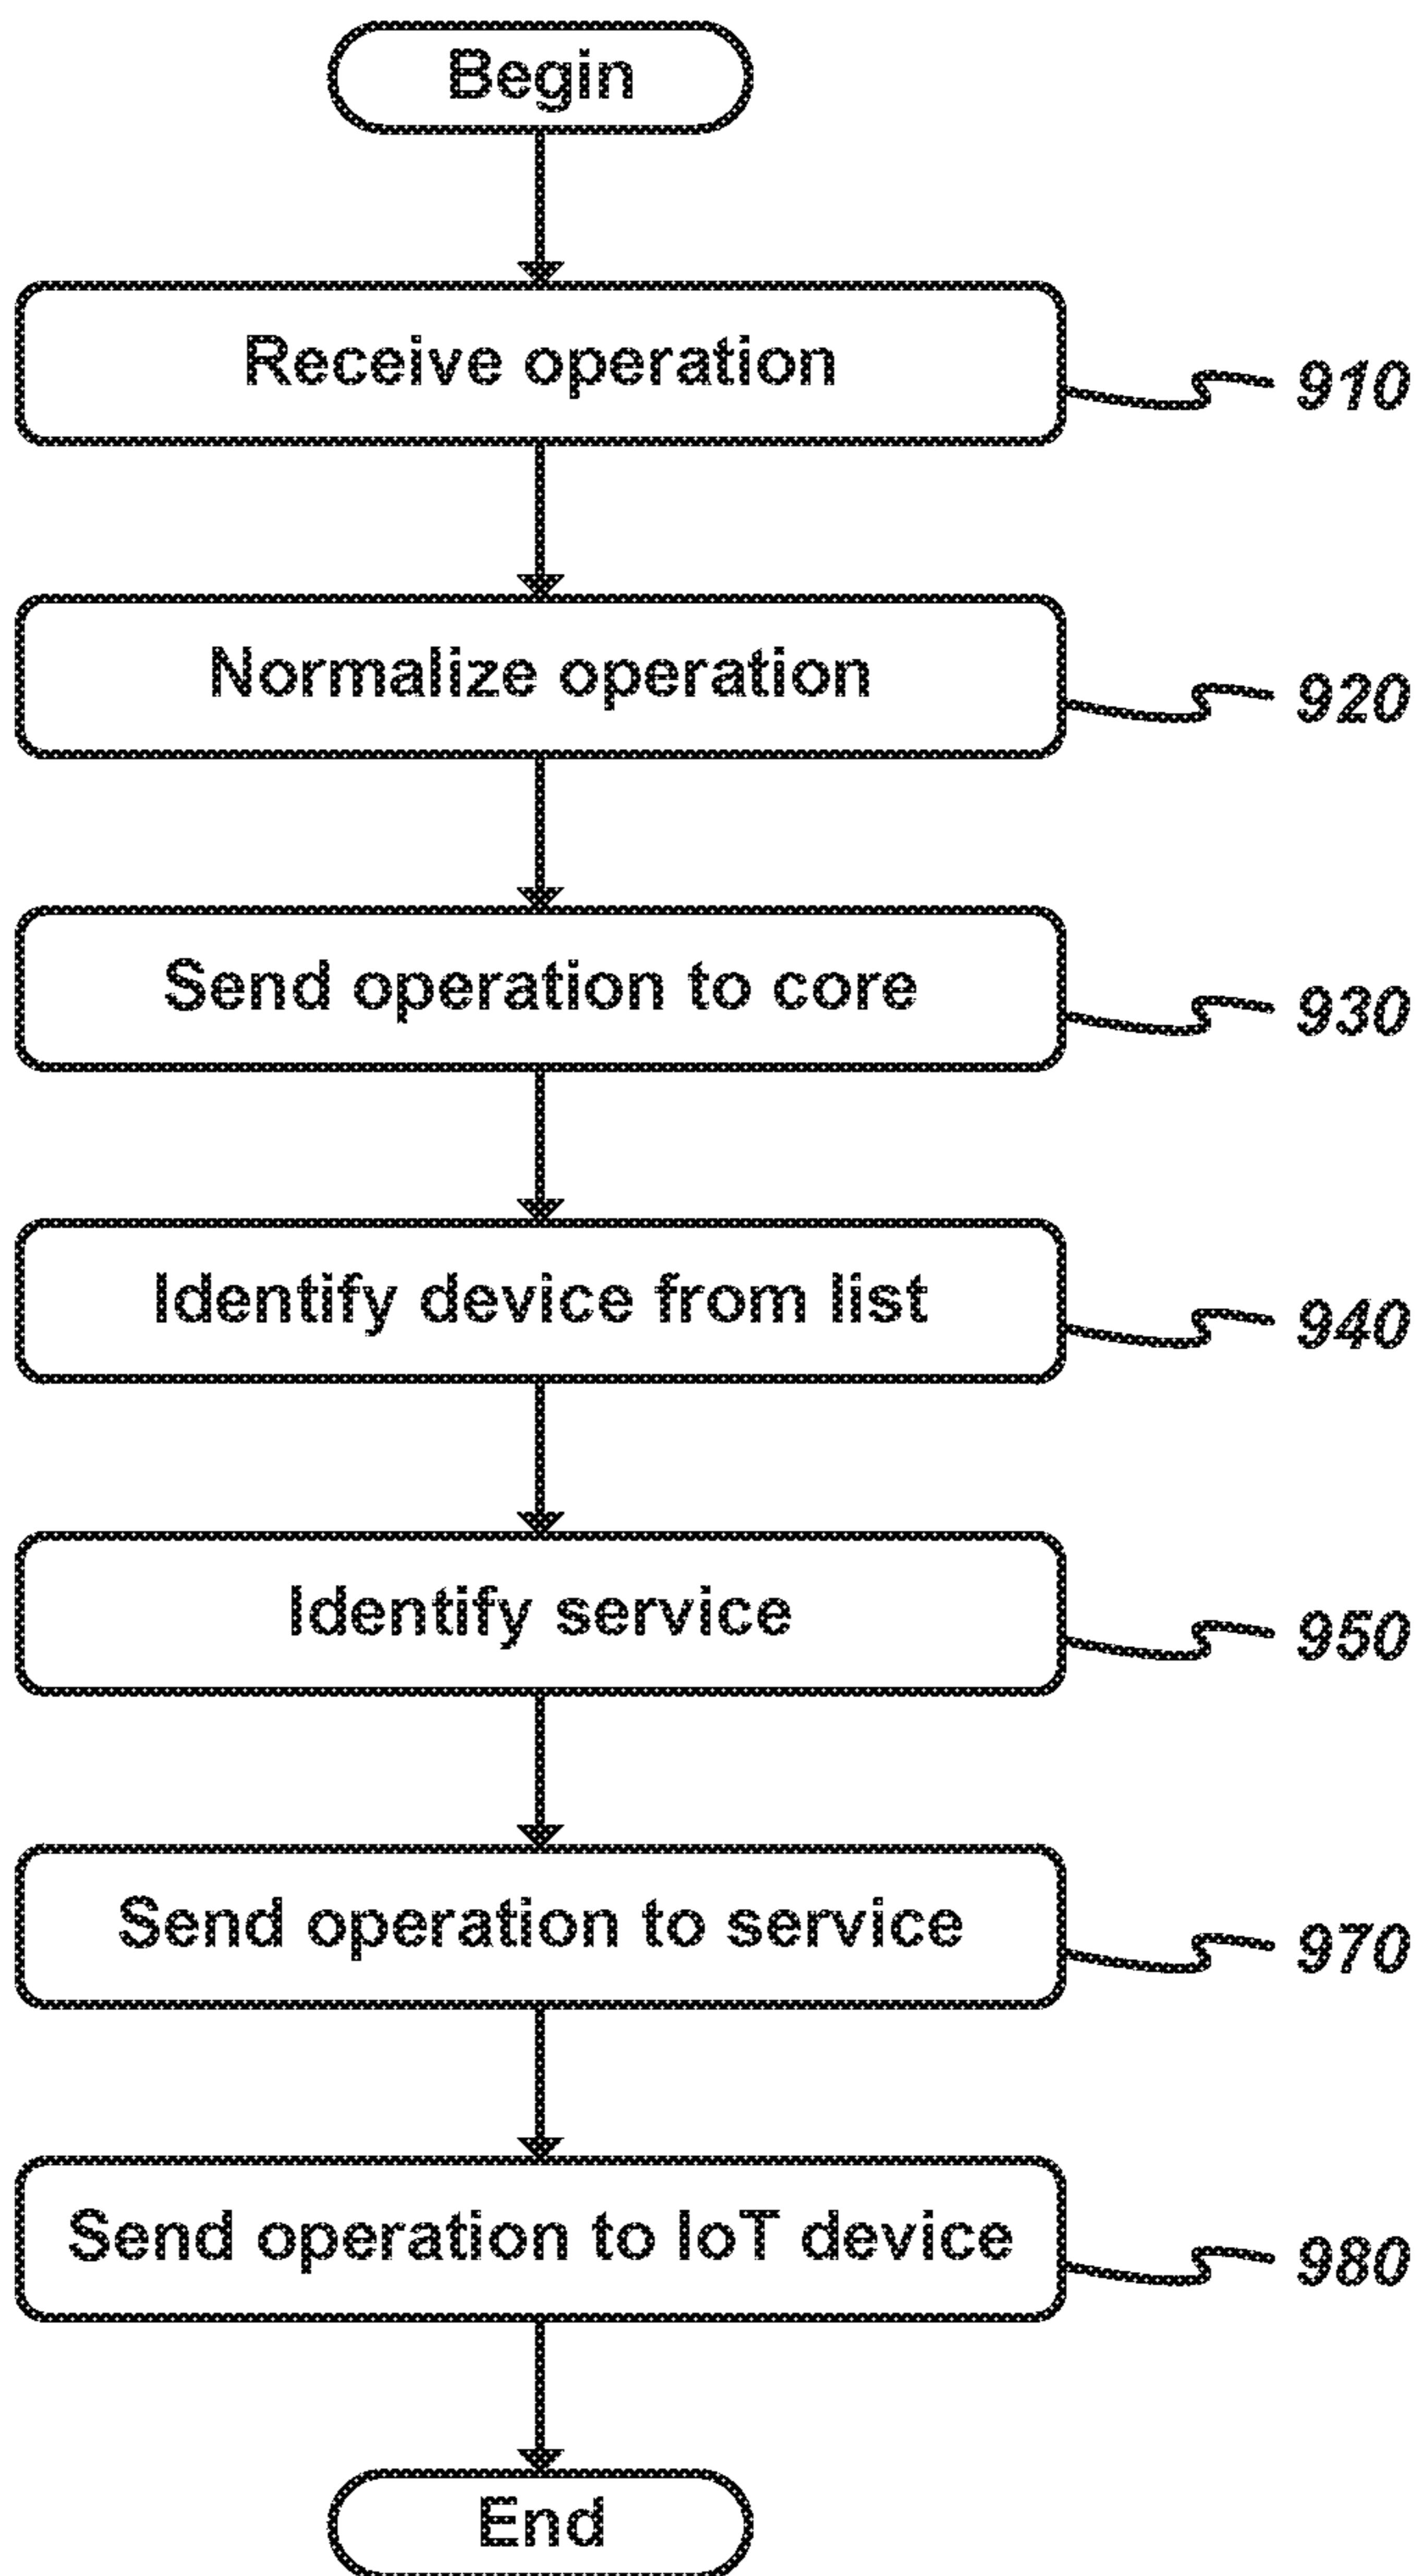 Begin
Receive operation
910
Normalize operation
920
Send operation to core
930
Identify device from list
940
Identify service
950
Send operation to service
970
Send operation to IoT device
980
End